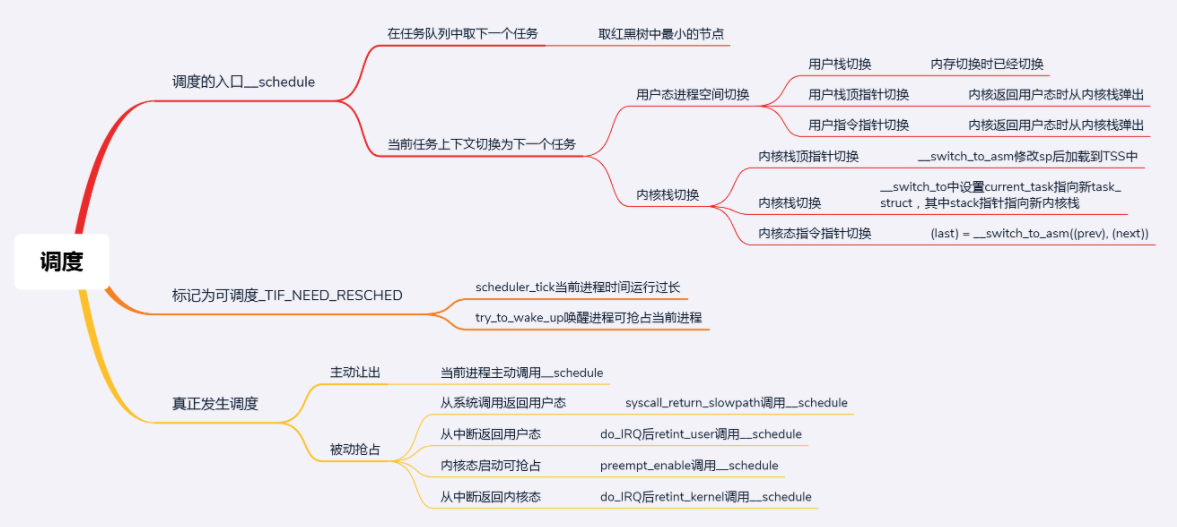 调度
调度的入口__schedule
在任务队列中取下一个任务
取红黑树中最小的节点
当前任务上下文切换为下一个任务
用户态进程空间切换
用户栈切换
内存切换时已经切换
用户栈顶指针切换
内核返回用户态时从内核栈弹出
用户指令指针切换
内核返回用户态时从内核栈弹出
内核栈切换
内核栈顶指针切换
__switch_to_asm修改sp后加载到TSS中
内核栈切换
__switch_to中设置current_task指向新task_
struct，其中stack指针指向新内核栈
内核态指令指针切换
(last) = __switch_to_asm((prev), (next))
标记为可调度_TIF_NEED_RESCHED
scheduler_tick当前进程时间运行过长
try_to_wake_up唤醒进程可抢占当前进程
真正发生调度
主动让出
当前进程主动调用__schedule
被动抢占
从系统调用返回用户态
syscall_return_slowpath调用__schedule
从中断返回用户态
do_IRQ后retint_user调用__schedule
内核态启动可抢占
preempt_enable调用__schedule
从中断返回内核态
do_IRQ后retint_kernel调用__schedule